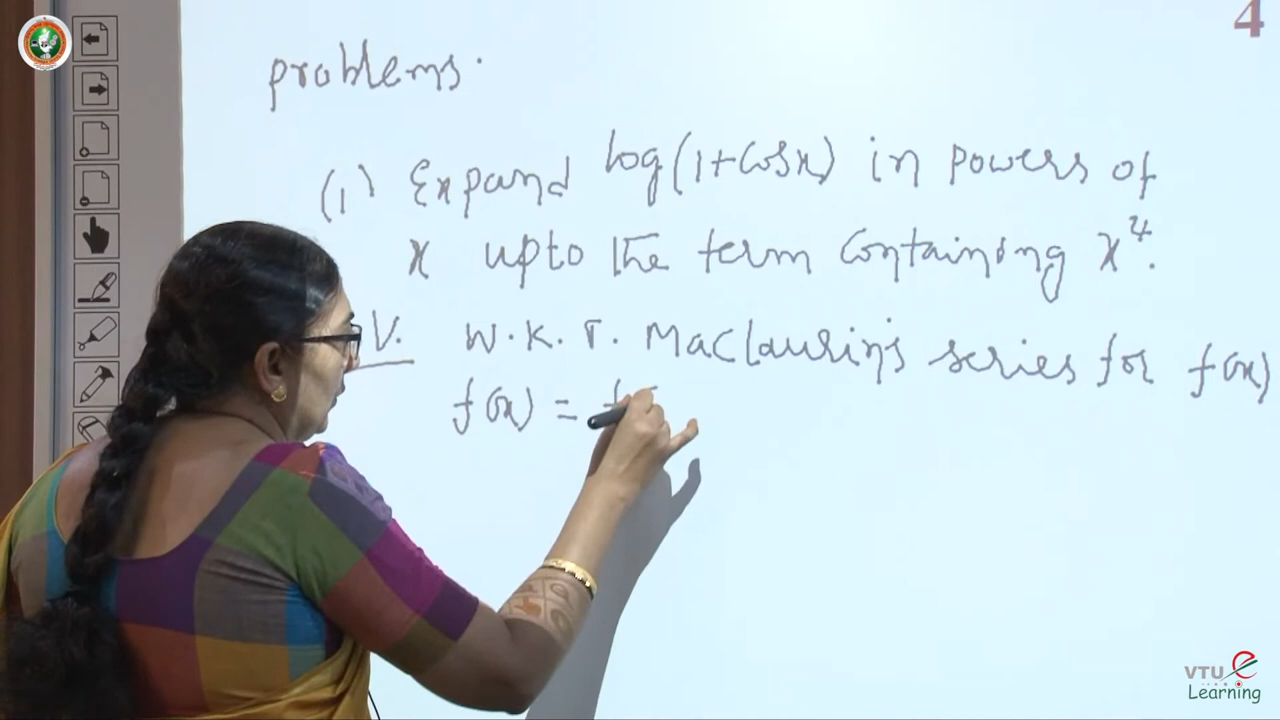 4
problems.
(1) Expand log(1+cosx) in powers of
x upto the term containing x⁴.
W.K.T. Maclaurin's series for f(x)
f(x) = f
VTU e
Learning